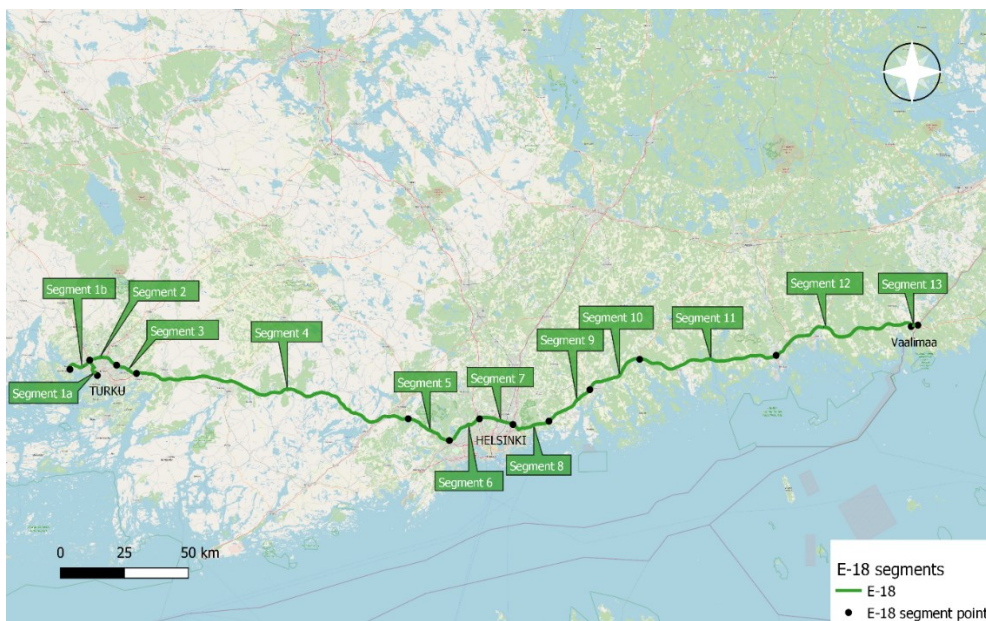 Segment 1b
Segment 2
Segment 3
Segment 1a
TURKU
Segment 4
Segment 5
Segment 6
Segment 7
HELSINKI
Segment 8
Segment 9
Segment 10
Segment 11
Segment 12
Segment 13
Vaalimaa
0 25 50 km
E-18 segments
E-18
E-18 segment point